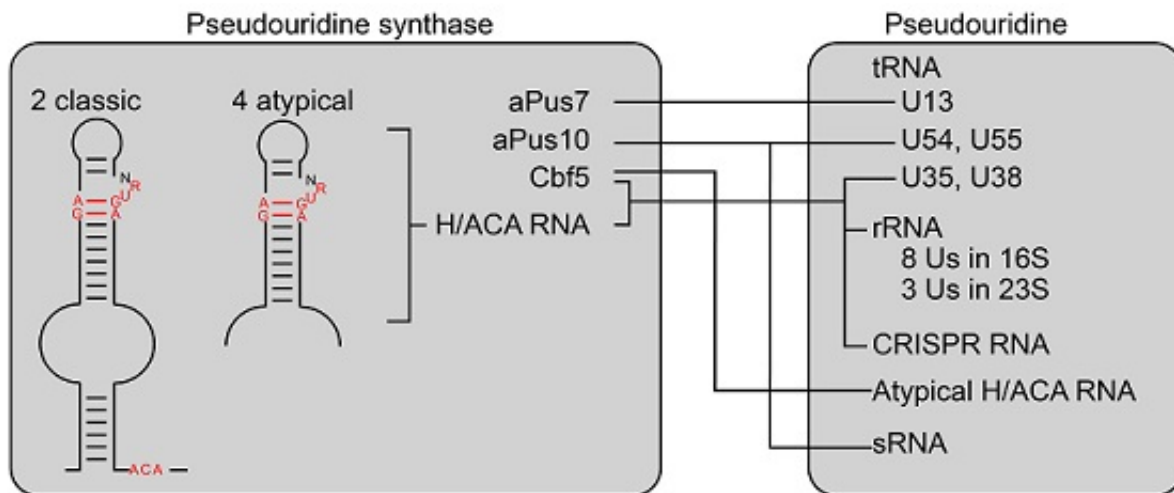 Pseudouridine synthase
2 classic
4 atypical
N
R
U
A G
G A
ACA
N
R
U
A G
G A
aPus7
aPus10
Cbf5
H/ACA RNA
Pseudouridine
tRNA
U13
U54, U55
U35, U38
rRNA
8 Us in 16S
3 Us in 23S
CRISPR RNA
Atypical H/ACA RNA
sRNA